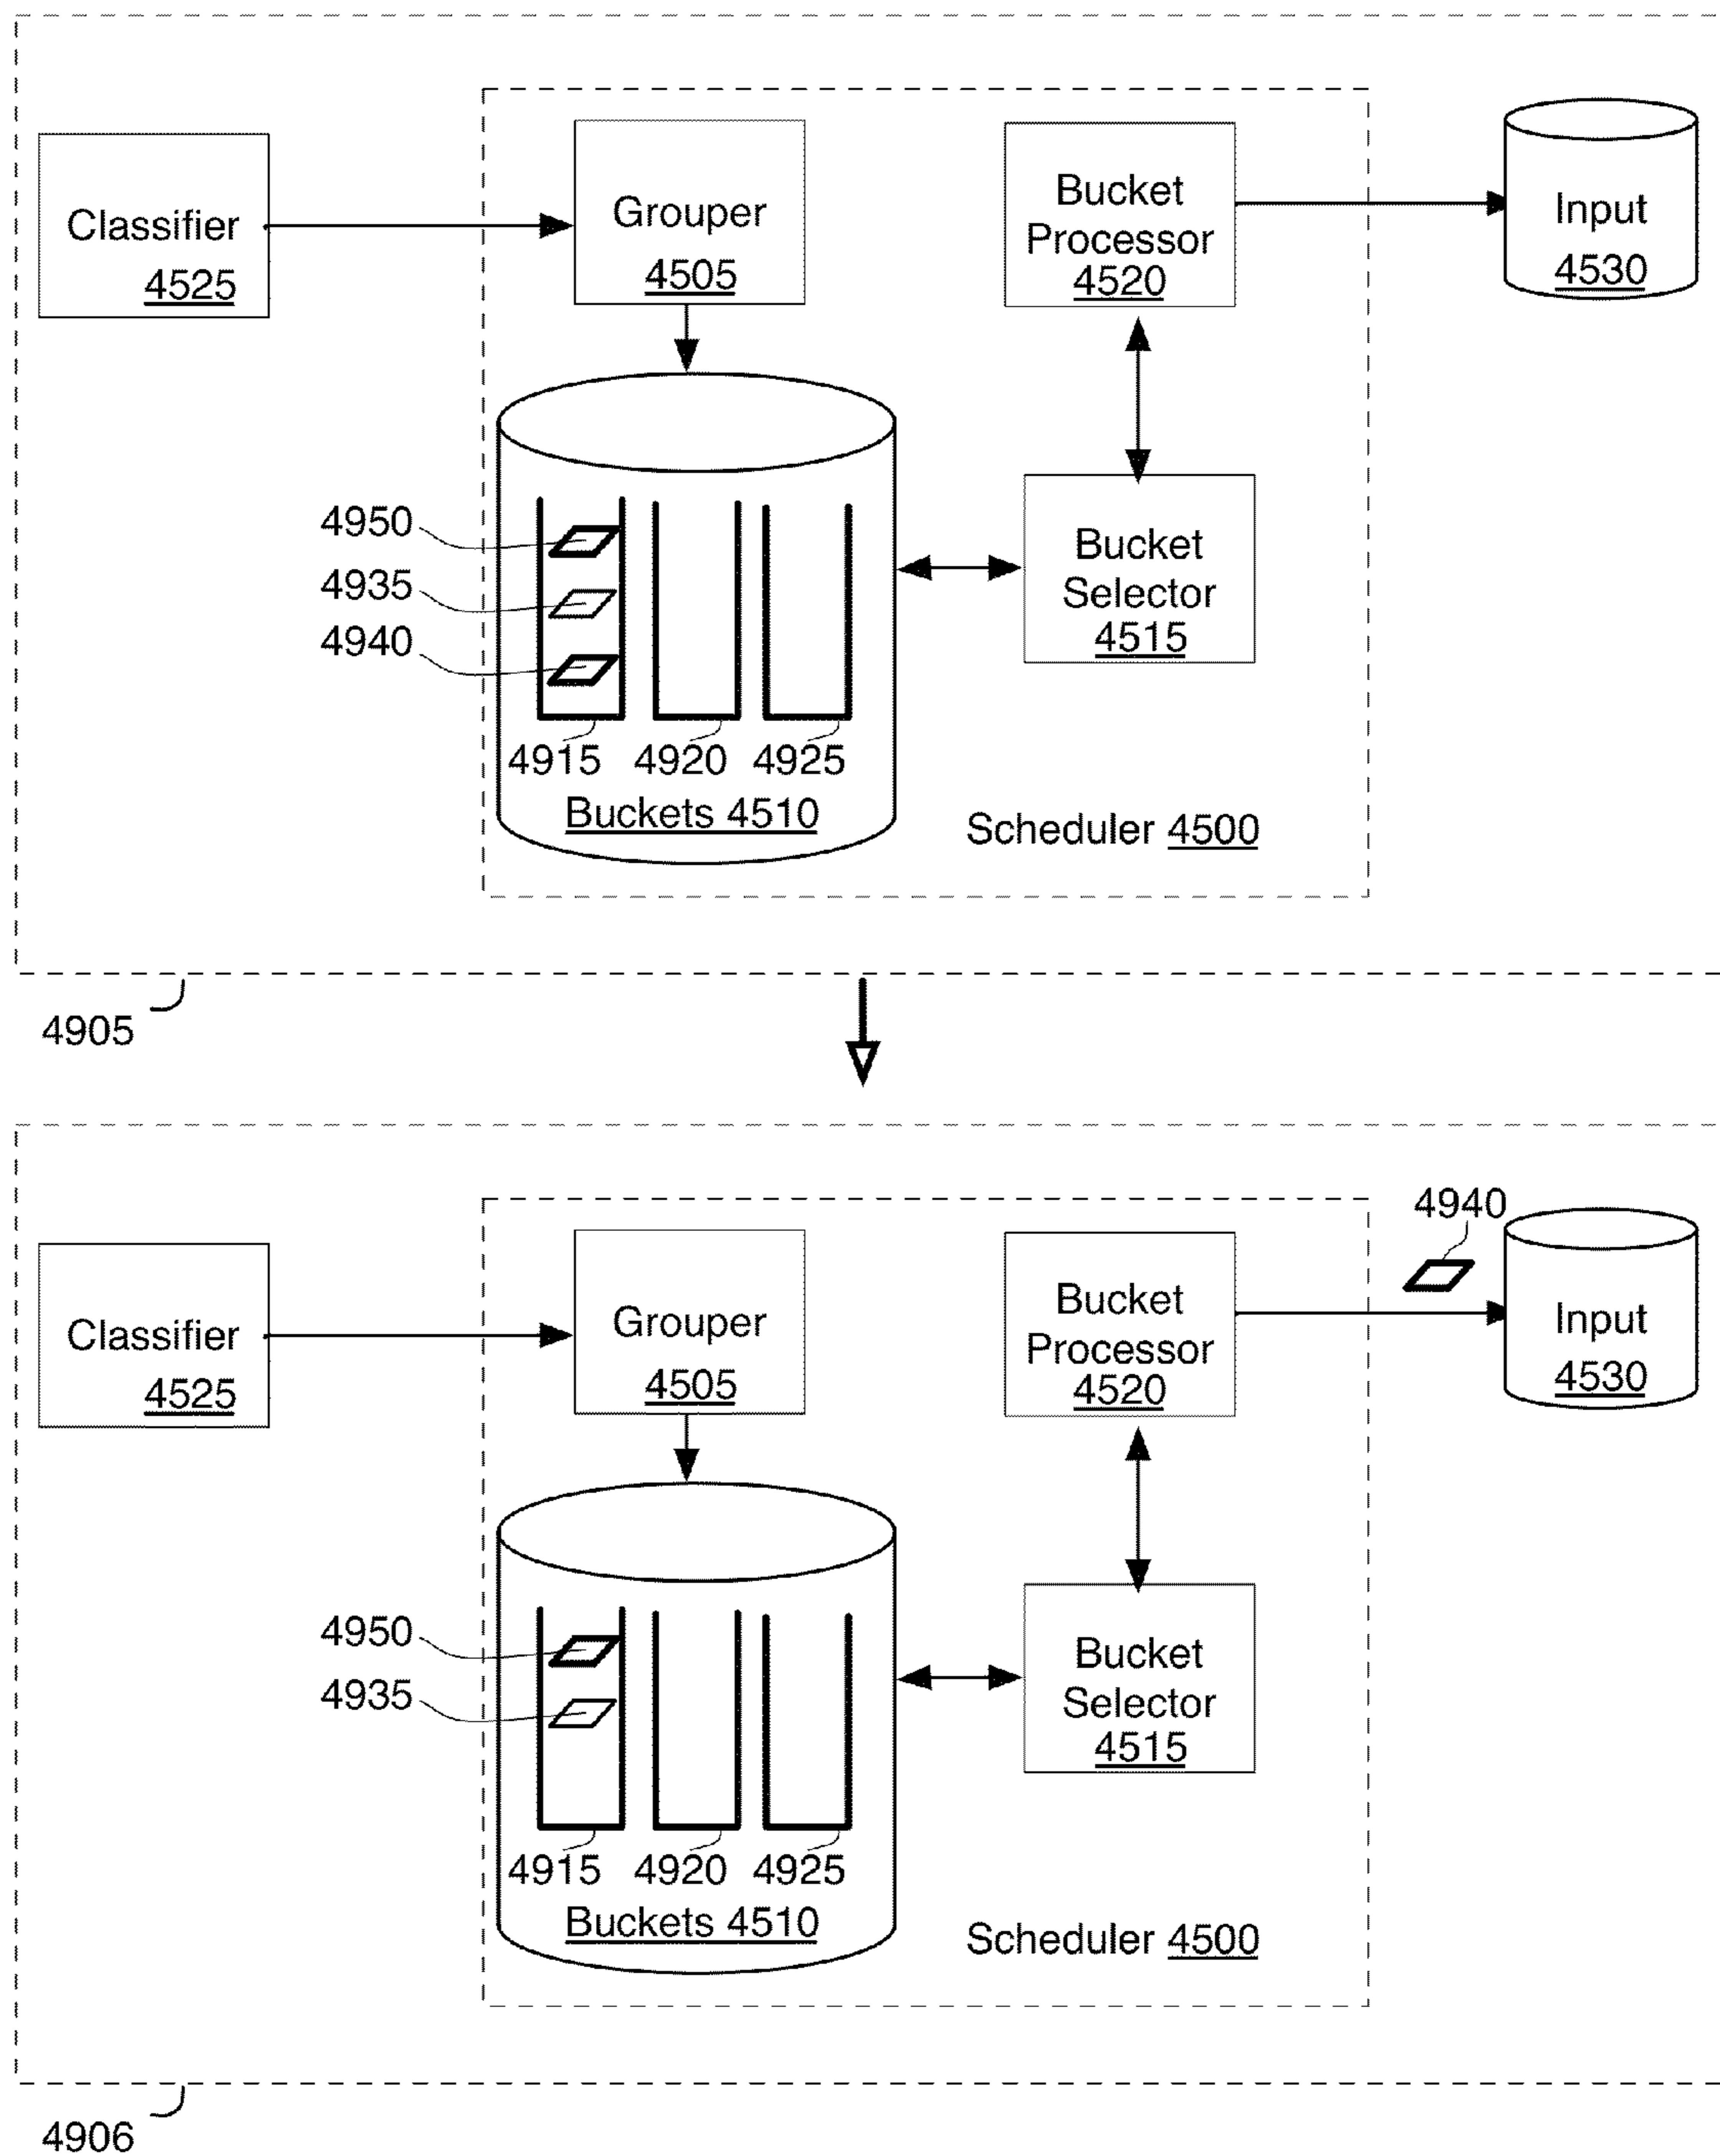 Classifier
4525
Grouper
4505
Bucket
Processor
4520
Input
4530
4950
4935
4940
Bucket
Selector
4515
4915 4920 4925
Buckets 4510
Scheduler 4500
4905
4940
Classifier
4525
Grouper
4505
Bucket
Processor
4520
Input
4530
4950
4935
Bucket
Selector
4515
4915 4920 4925
Buckets 4510
Scheduler 4500
4906